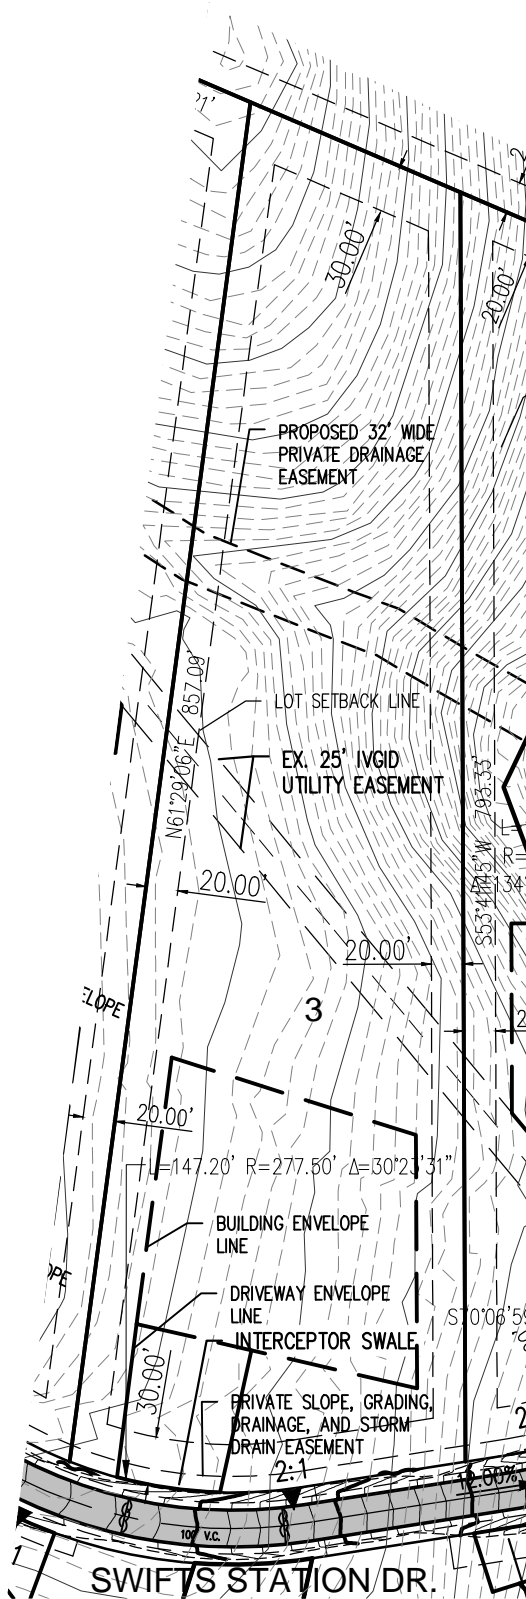 30.00'
20.00'
PROPOSED 32' WIDE
PRIVATE DRAINAGE
EASEMENT
N61°29'06"E 857.09'
LOT SETBACK LINE
EX. 25' IVGID
UTILITY EASEMENT
793.33'
20.00'
20.00'
3
20.00'
L=147.20' R=277.50' Δ=30°23'31"
BUILDING ENVELOPE
LINE
DRIVEWAY ENVELOPE
LINE
INTERCEPTOR SWALE
30.00'
PRIVATE SLOPE, GRADING,
DRAINAGE, AND STORM
DRAIN EASEMENT
2:1
12.00%
100' V.C.
SWIFTS STATION DR.